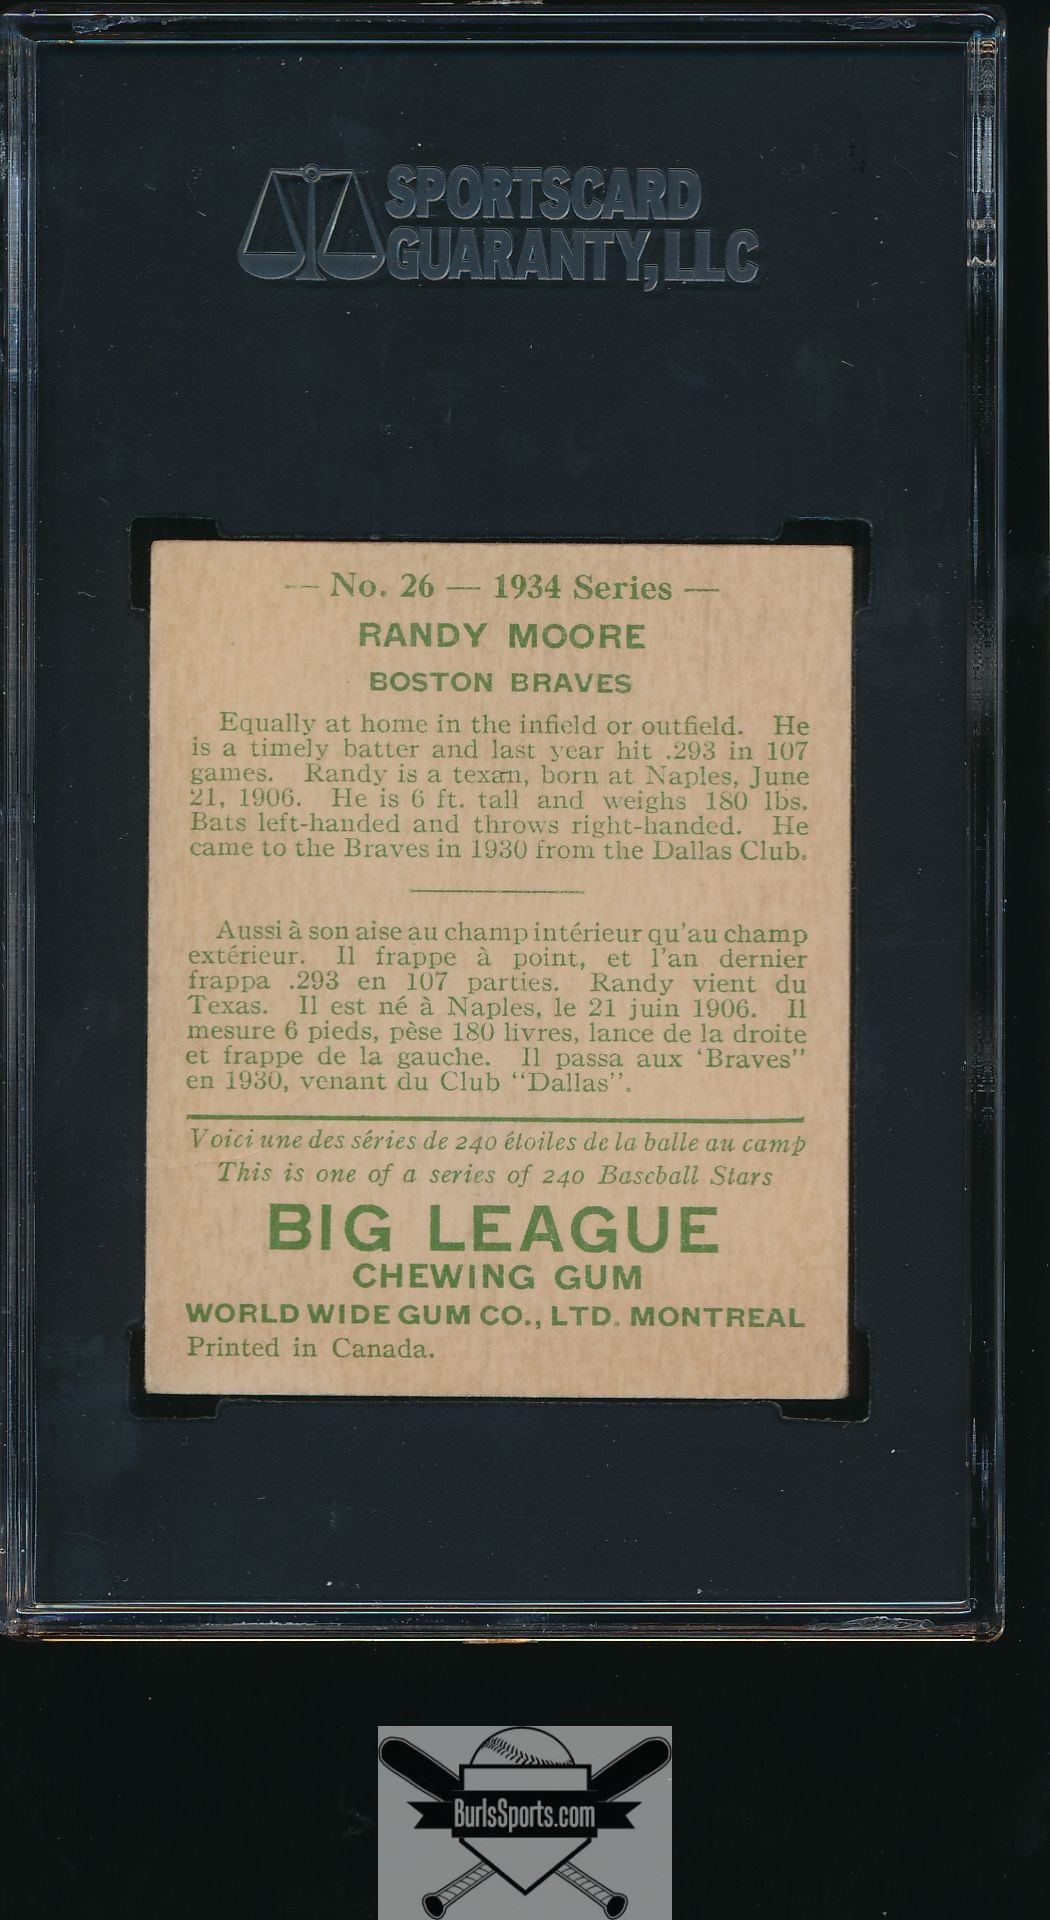 SPORTSCARD
GUARANTY, LLC
— No. 26 — 1934 Series —
RANDY MOORE
BOSTON BRAVES
Equally at home in the infield or outfield. He
is a timely batter and last year hit .293 in 107
games. Randy is a texan, born at Naples, June
21, 1906. He is 6 ft. tall and weighs 180 lbs.
Bats left-handed and throws right-handed. He
came to the Braves in 1930 from the Dallas Club.
Aussi à son aise au champ intérieur qu'au champ
extérieur. Il frappe à point, et l'an dernier
frappa .293 en 107 parties. Randy vient du
Texas. Il est né à Naples, le 21 juin 1906. Il
mesure 6 pieds, pèse 180 livres, lance de la droite
et frappe de la gauche. Il passa aux 'Braves"
en 1930, venant du Club "Dallas".
Voici une des séries de 240 étoiles de la balle au camp
This is one of a series of 240 Baseball Stars
BIG LEAGUE
CHEWING GUM
WORLD WIDE GUM CO., LTD. MONTREAL
Printed in Canada.
BurlsSports.com